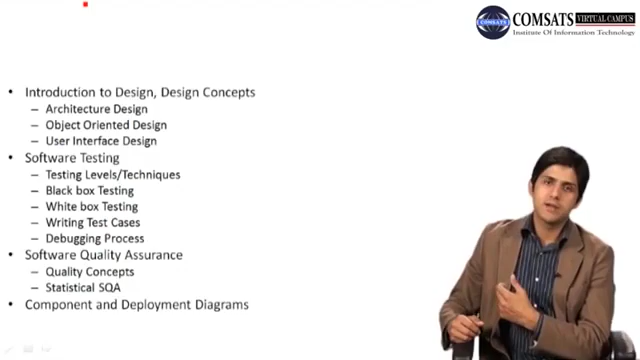 COMSATS VIRTUAL CAMPUS
Institute Of Information Technology
• Introduction to Design, Design Concepts
– Architecture Design
– Object Oriented Design
– User Interface Design
• Software Testing
– Testing Levels/Techniques
– Black box Testing
– White box Testing
– Writing Test Cases
– Debugging Process
• Software Quality Assurance
– Quality Concepts
– Statistical SQA
• Component and Deployment Diagrams